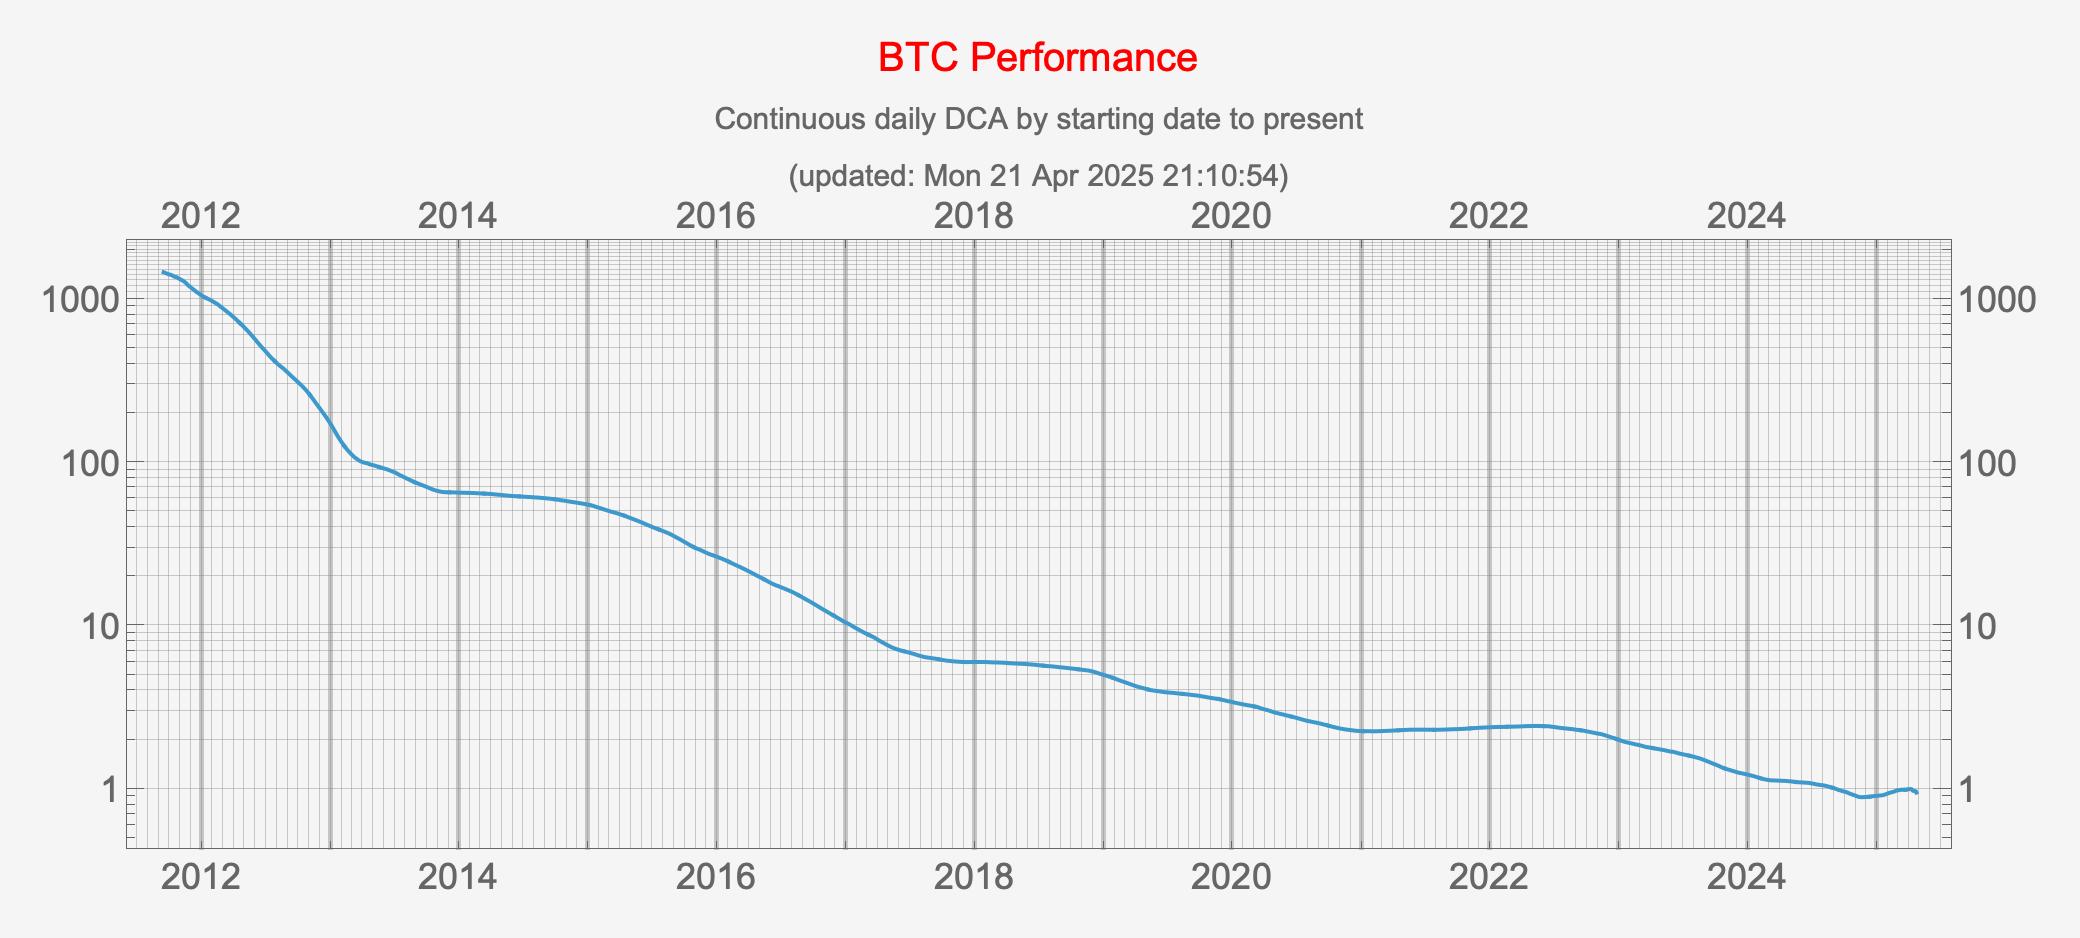 BTC Performance
Continuous daily DCA by starting date to present
(updated: Mon 21 Apr 2025 21:10:54)
2012 2014 2016 2018 2020 2022 2024
1000 1000
100 100
10 10
1 1
2012 2014 2016 2018 2020 2022 2024